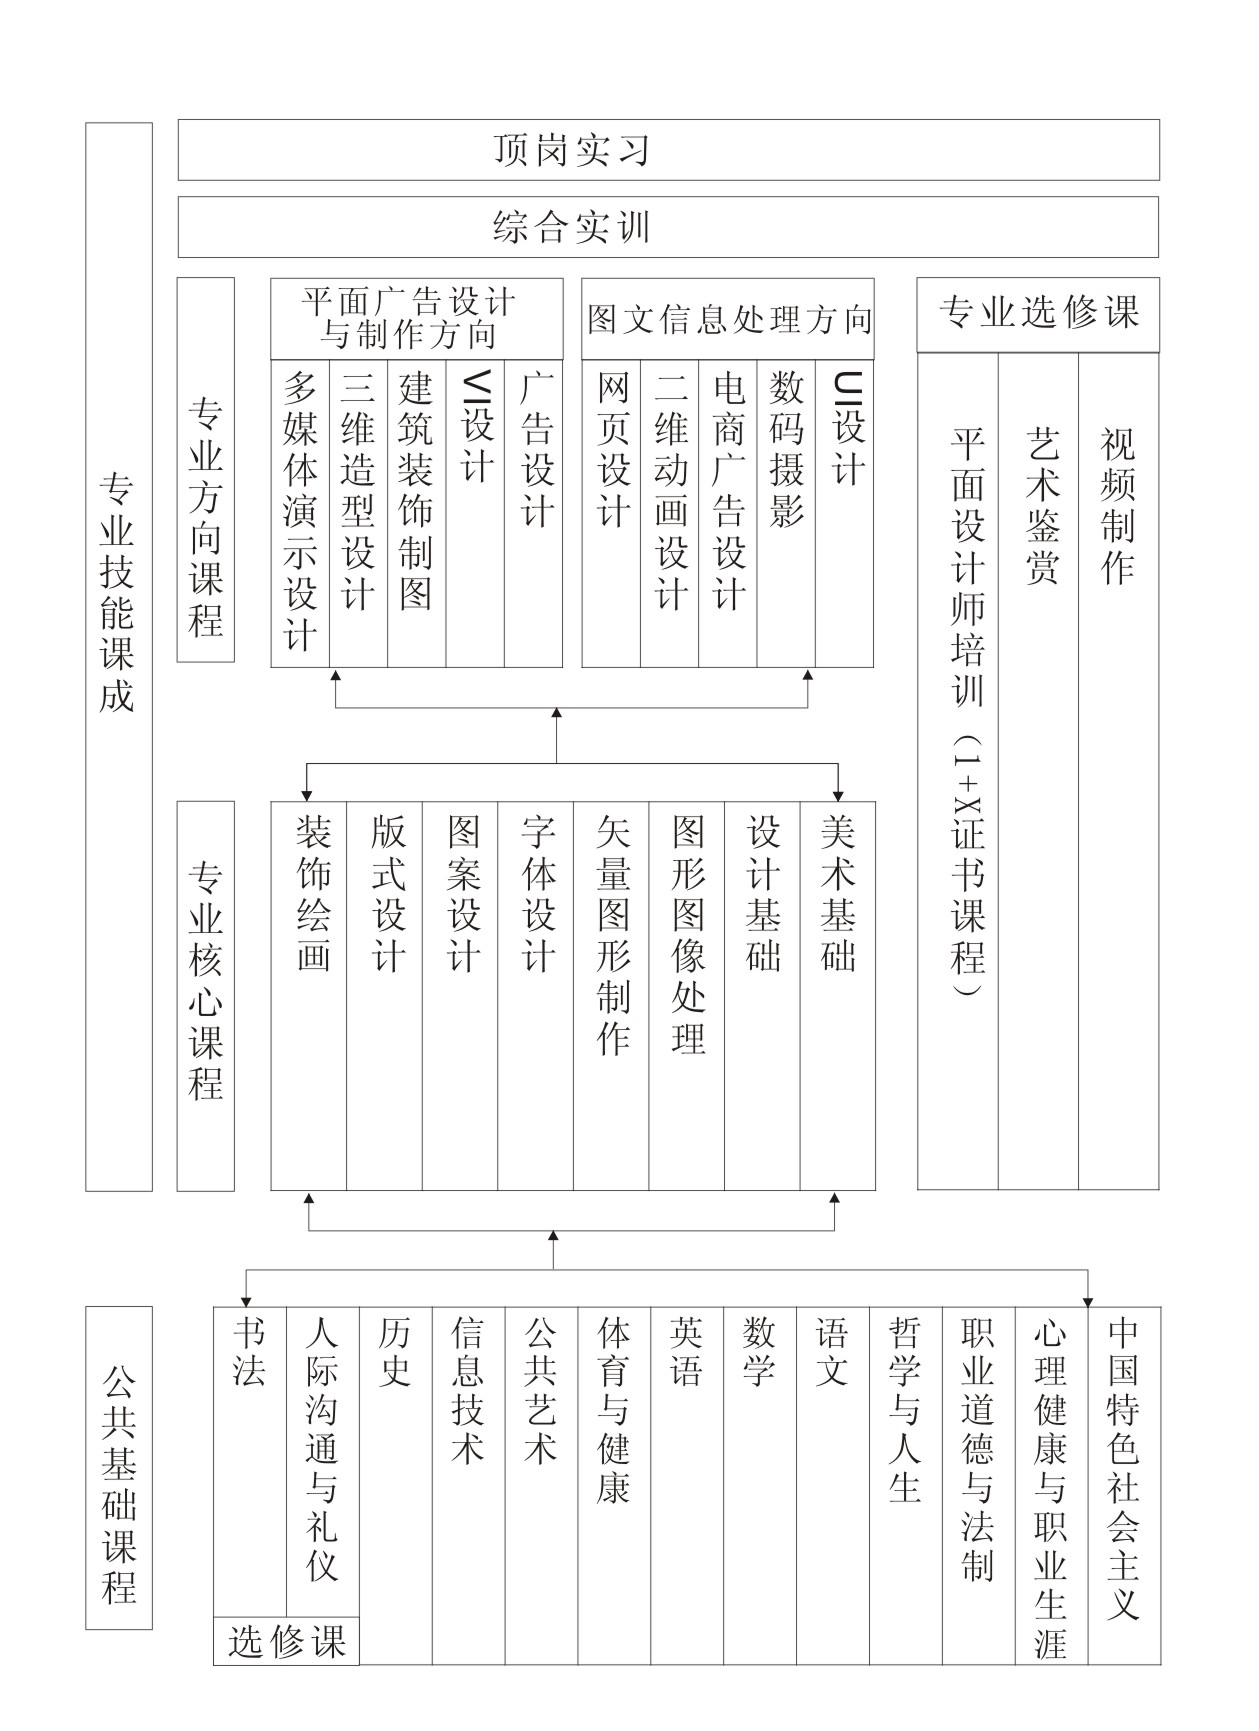 顶岗实习
综合实训
专业技能课成
专业方向课程
平面广告设计
与制作方向
多媒体演示设计
三维造型设计
建筑装饰制图
VI设计
广告设计
图文信息处理方向
网页设计
二维动画设计
电商广告设计
数码摄影
UI设计
专业选修课
平面设计师培训（1+X证书课程）
艺术鉴赏
视频制作
专业核心课程
装饰绘画
版式设计
图案设计
字体设计
矢量图形制作
图形图像处理
设计基础
美术基础
公共基础课程
书法
人际沟通与礼仪
选修课
历史
信息技术
公共艺术
体育与健康
英语
数学
语文
哲学与人生
职业道德与法制
心理健康与职业生涯
中国特色社会主义